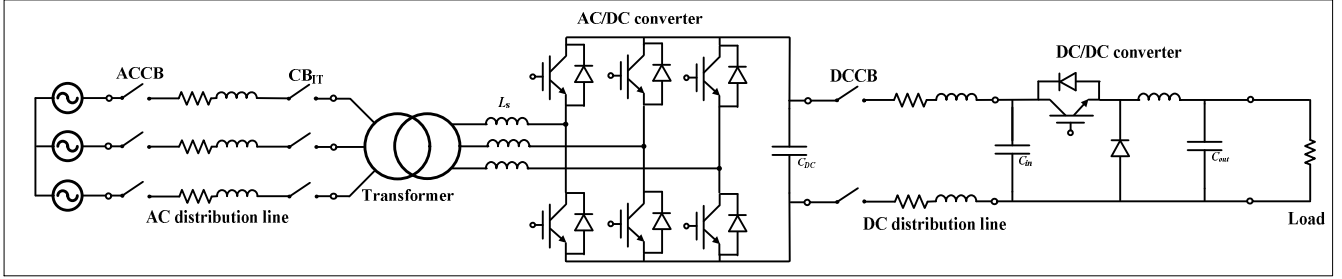 AC/DC converter
DC/DC converter
ACCB
CB_IT
DCCB
L_s
C_DC
C_in
C_out
Transformer
AC distribution line
DC distribution line
Load